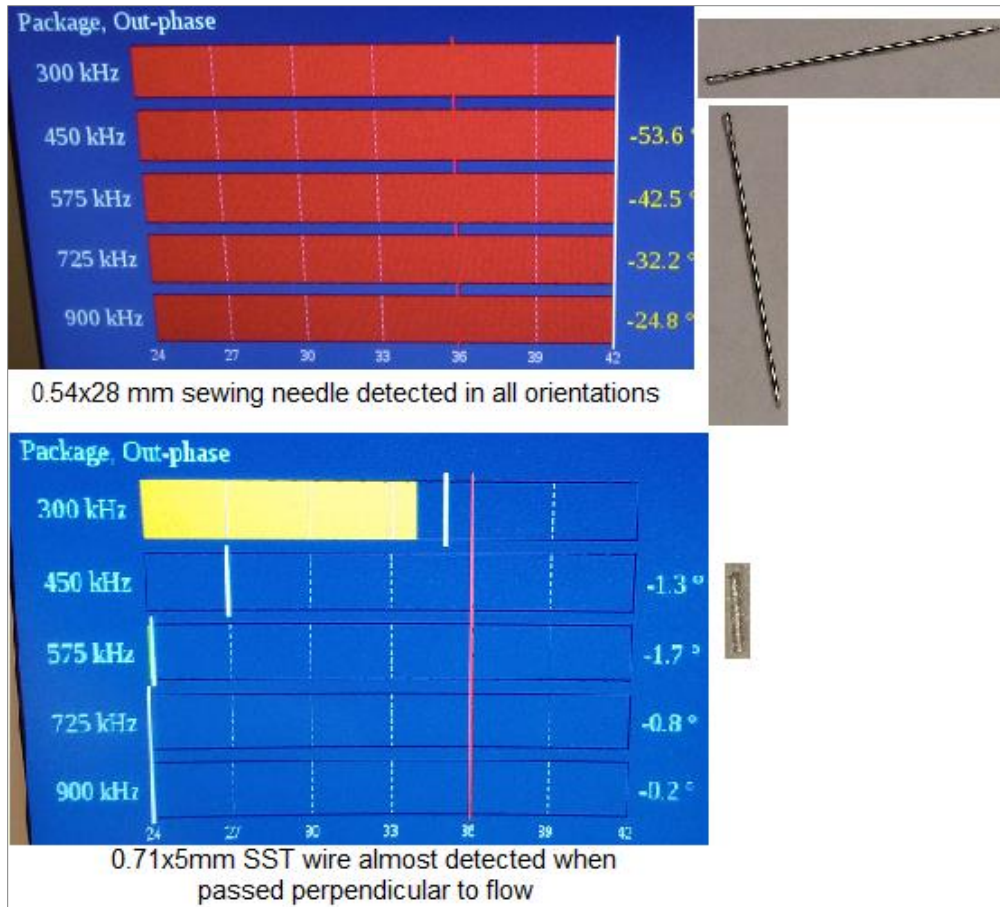 Package, Out-phase
300 kHz
450 kHz -53.6 °
575 kHz -42.5 °
725 kHz -32.2 °
900 kHz -24.8 °
24 27 30 33 36 39 42
0.54x28 mm sewing needle detected in all orientations
Package, Out-phase
300 kHz
450 kHz -1.3 °
575 kHz -1.7 °
725 kHz -0.8 °
900 kHz -0.2 °
24 27 30 33 36 39 42
0.71x5mm SST wire almost detected when
passed perpendicular to flow